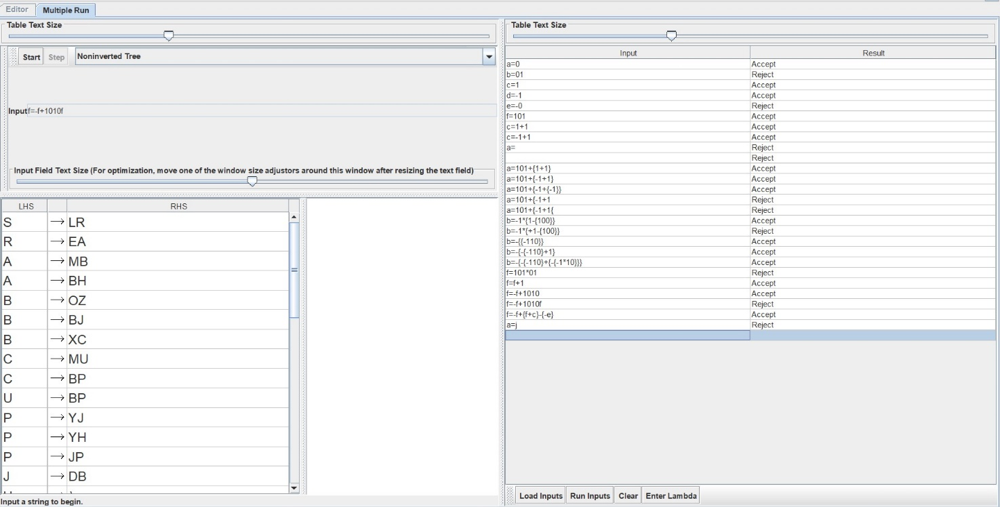 Editor Multiple Run
Table Text Size
Start Step Noninverted Tree
Input f=-f+1010f
Input Field Text Size (For optimization, move one of the window size adjustors around this window after resizing the text field)
LHS RHS
S → LR
R → EA
A → MB
A → BH
B → OZ
B → BJ
B → XC
C → MU
C → BP
U → BP
P → YJ
P → YH
P → JP
J → DB
Input a string to begin.
Table Text Size
Input Result
a=0 Accept
b=01 Reject
c=1 Accept
d=-1 Accept
e=-0 Reject
f=101 Accept
c=1+1 Accept
c=-1+1 Accept
a= Reject
Reject
a=101+{1+1} Accept
a=101+{-1+1} Accept
a=101+{-1+{-1}} Accept
a=101+{-1+1 Reject
a=101+{-1+1{ Reject
b=-1*{1-{100}} Accept
b=-1*{+1-{100}} Reject
b=-{{-110}} Accept
b=-{-{-110}+1} Accept
b=-{-{-110}+{-{-1*10}}} Accept
f=101*01 Reject
f=f+1 Accept
f=-f+1010 Accept
f=-f+1010f Reject
f=-f+{f+c}-{-e} Accept
a=j Reject
Load Inputs Run Inputs Clear Enter Lambda